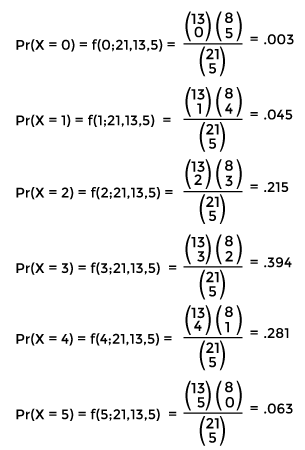 Pr(X = 0) = f(0;21,13,5) = (13 0) (8 5) / (21 5) = .003
Pr(X = 1) = f(1;21,13,5) = (13 1) (8 4) / (21 5) = .045
Pr(X = 2) = f(2;21,13,5) = (13 2) (8 3) / (21 5) = .215
Pr(X = 3) = f(3;21,13,5) = (13 3) (8 2) / (21 5) = .394
Pr(X = 4) = f(4;21,13,5) = (13 4) (8 1) / (21 5) = .281
Pr(X = 5) = f(5;21,13,5) = (13 5) (8 0) / (21 5) = .063